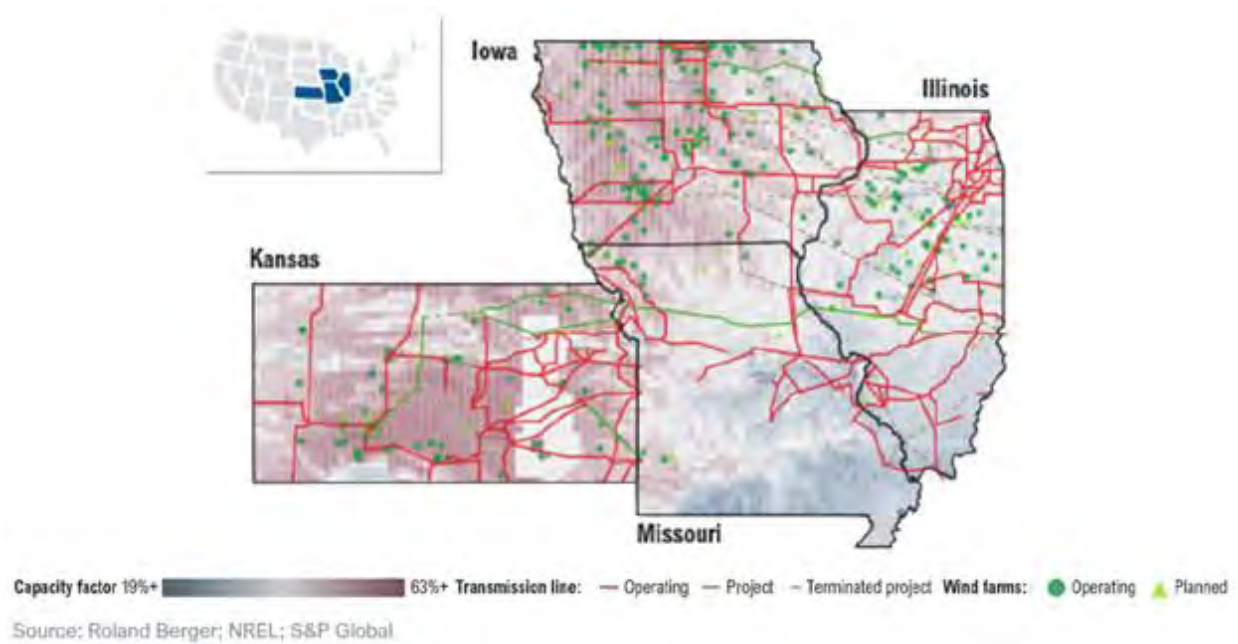 Iowa
Illinois
Kansas
Missouri
Capacity factor 19%+ 63%+ Transmission line: Operating Project Terminated project Wind farms: Operating Planned
Source: Roland Berger; NREL; S&P Global